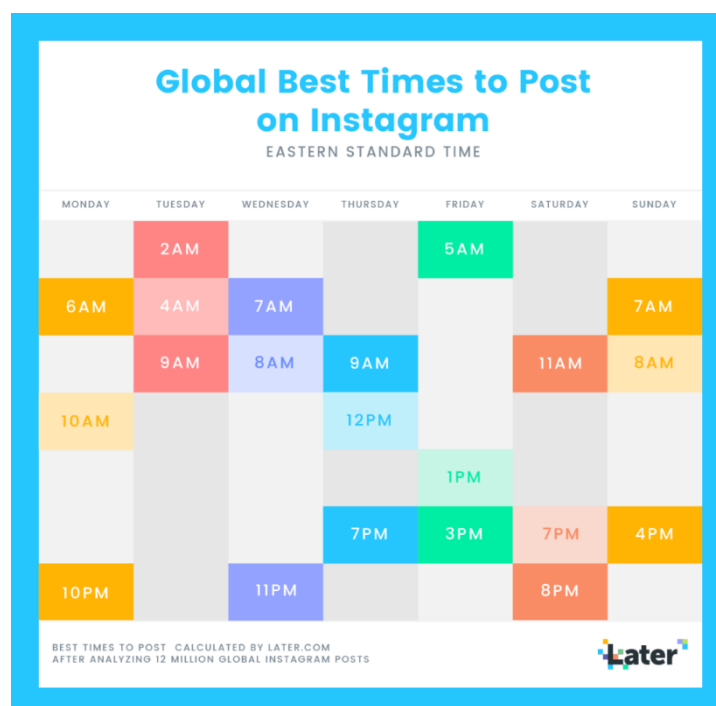 Global Best Times to Post
on Instagram
EASTERN STANDARD TIME
MONDAY TUESDAY WEDNESDAY THURSDAY FRIDAY SATURDAY SUNDAY
2AM 5AM
6AM 4AM 7AM 7AM
9AM 8AM 9AM 11AM 8AM
10AM 12PM
1PM
7PM 3PM 7PM 4PM
10PM 11PM 8PM
BEST TIMES TO POST CALCULATED BY LATER.COM
AFTER ANALYZING 12 MILLION GLOBAL INSTAGRAM POSTS
Later